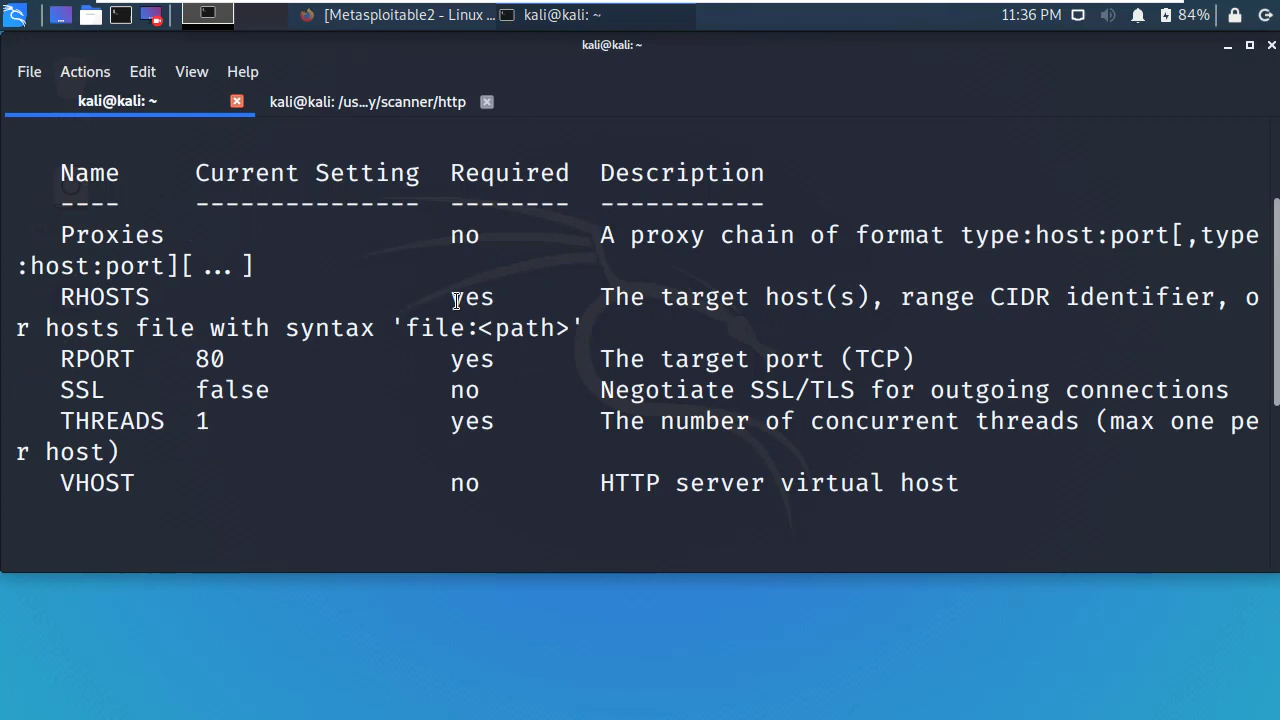 [Metasploitable2 - Linux ... kali@kali: ~ 11:36 PM 84%
kali@kali: ~
File Actions Edit View Help
kali@kali: ~ kali@kali: /us...y/scanner/http
Name Current Setting Required Description
---- --------------- -------- -----------
Proxies no A proxy chain of format type:host:port[,type
:host:port][...]
RHOSTS yes The target host(s), range CIDR identifier, o
r hosts file with syntax 'file:<path>'
RPORT 80 yes The target port (TCP)
SSL false no Negotiate SSL/TLS for outgoing connections
THREADS 1 yes The number of concurrent threads (max one pe
r host)
VHOST no HTTP server virtual host